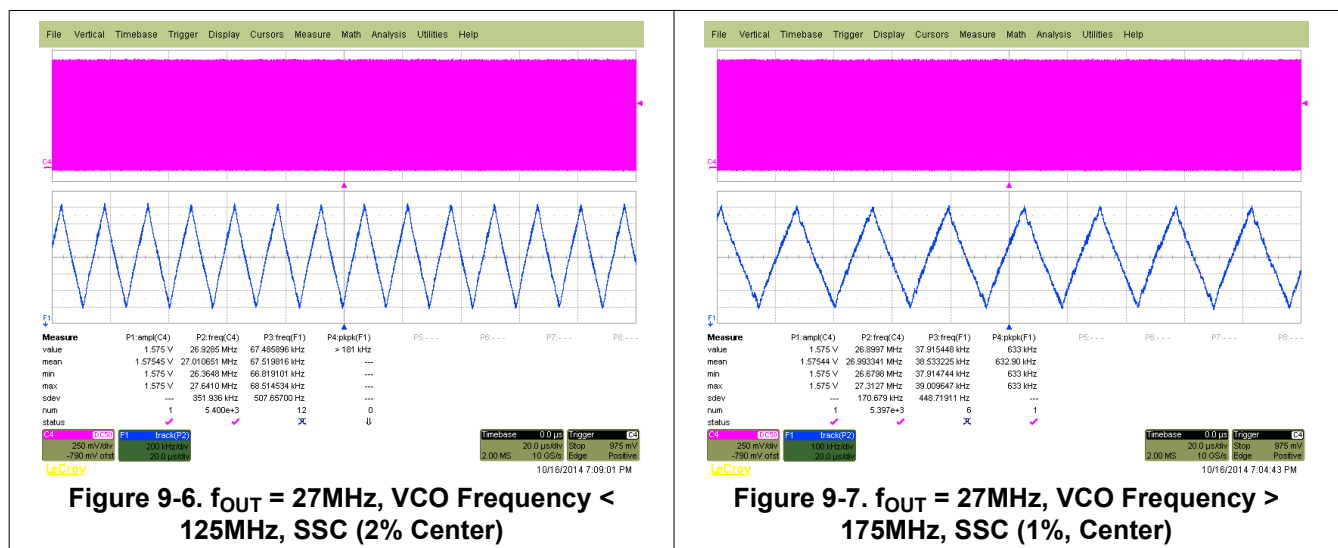 File Vertical Timebase Trigger Display Cursors Measure Math Analysis Utilities Help
C4
F1
Measure P1:ampl(C4) P2:freq(C4) P3:freq(F1) P4:pkpk(F1) P5:--- P6:--- P7:--- P8:---
value 1.575 V 26.9285 MHz 67.485896 kHz > 181 kHz
mean 1.57545 V 27.010651 MHz 67.519816 kHz ---
min 1.575 V 26.3648 MHz 66.819101 kHz ---
max 1.575 V 27.6410 MHz 68.514534 kHz ---
sdev --- 351.936 kHz 507.65700 Hz ---
num 1 5.400e+3 12 0
status
C4 DC50 F1 track(P2) Timebase 0.0 µs Trigger C4
250 mV/div 200 kHz/div 20.0 µs/div Stop 975 mV
-790 mV ofst 20.0 µs/div 2.00 MS 10 GS/s Edge Positive
LeCroy 10/16/2014 7:09:01 PM
Figure 9-6. fOUT = 27MHz, VCO Frequency <
125MHz, SSC (2% Center)
File Vertical Timebase Trigger Display Cursors Measure Math Analysis Utilities Help
C4
F1
Measure P1:ampl(C4) P2:freq(C4) P3:freq(F1) P4:pkpk(F1) P5:--- P6:--- P7:--- P8:---
value 1.575 V 26.8997 MHz 37.915448 kHz 633 kHz
mean 1.57544 V 26.993341 MHz 38.533225 kHz 632.90 kHz
min 1.575 V 26.6798 MHz 37.914744 kHz 633 kHz
max 1.575 V 27.3127 MHz 39.009647 kHz 633 kHz
sdev --- 170.679 kHz 448.71911 Hz ---
num 1 5.397e+3 6 1
status
C4 DC50 F1 track(P2) Timebase 0.0 µs Trigger C4
250 mV/div 100 kHz/div 20.0 µs/div Stop 975 mV
-790 mV ofst 20.0 µs/div 2.00 MS 10 GS/s Edge Positive
LeCroy 10/16/2014 7:04:43 PM
Figure 9-7. fOUT = 27MHz, VCO Frequency >
175MHz, SSC (1%, Center)